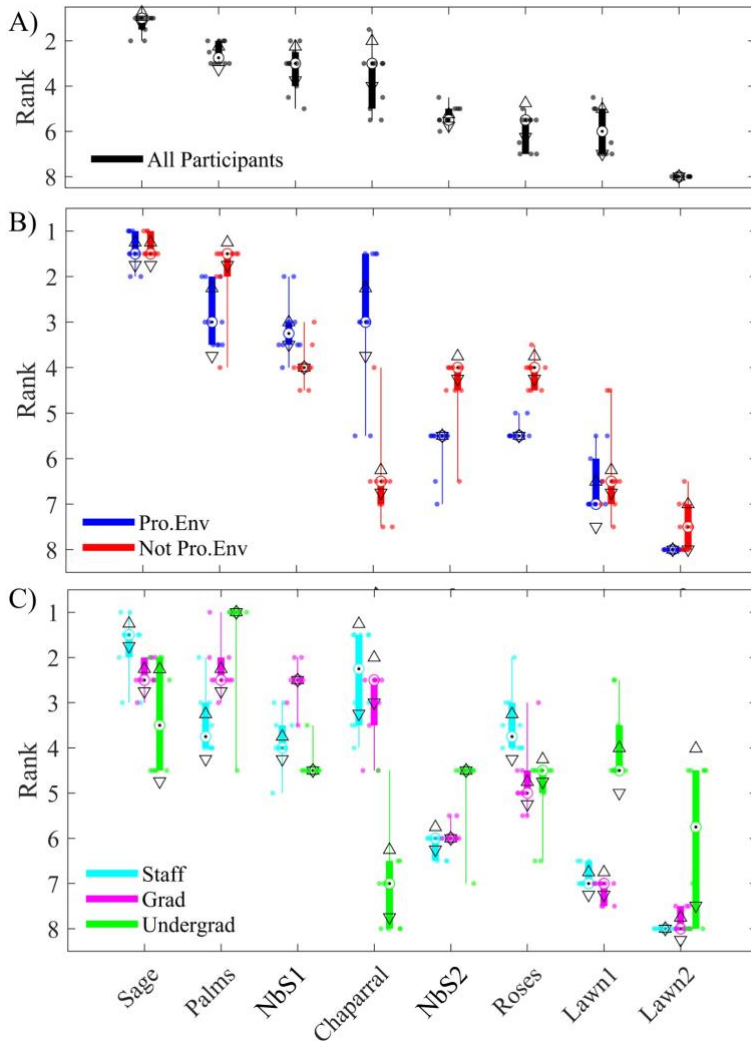 A)
2
4
6
8
Rank
All Participants
B)
1
2
3
4
5
6
7
8
Rank
Pro.Env
Not Pro.Env
C)
1
2
3
4
5
6
7
8
Rank
Staff
Grad
Undergrad
Sage
Palms
NbS1
Chaparral
NbS2
Roses
Lawn1
Lawn2